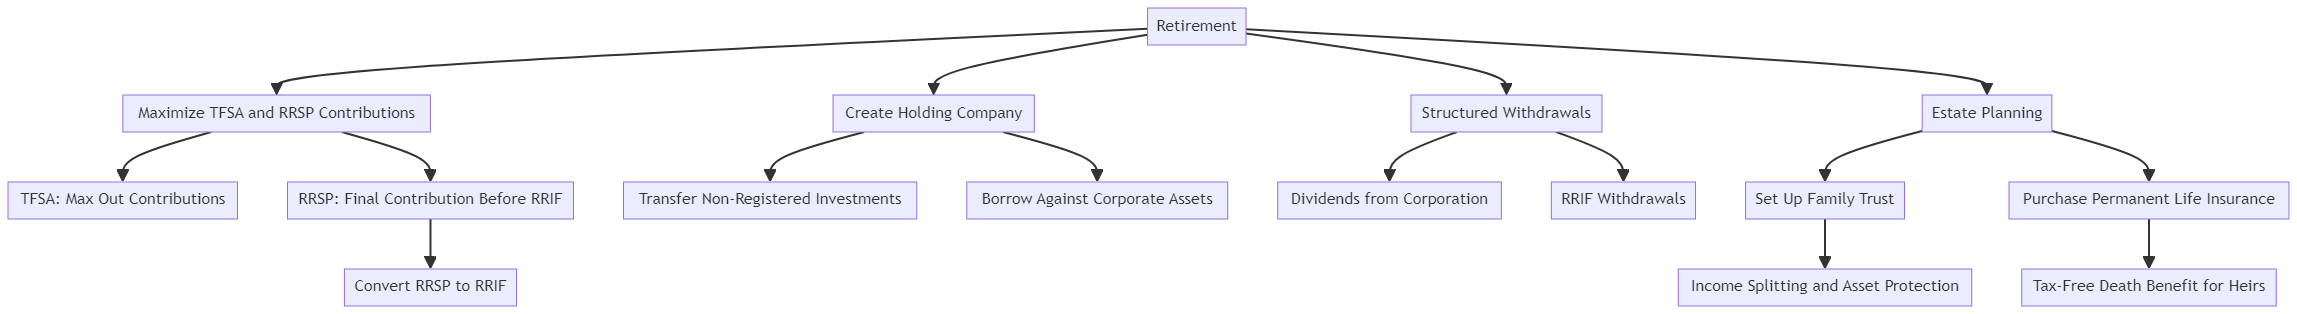 Retirement
Maximize TFSA and RRSP Contributions
Create Holding Company
Structured Withdrawals
Estate Planning
TFSA: Max Out Contributions
RRSP: Final Contribution Before RRIF
Transfer Non-Registered Investments
Borrow Against Corporate Assets
Dividends from Corporation
RRIF Withdrawals
Set Up Family Trust
Purchase Permanent Life Insurance
Convert RRSP to RRIF
Income Splitting and Asset Protection
Tax-Free Death Benefit for Heirs